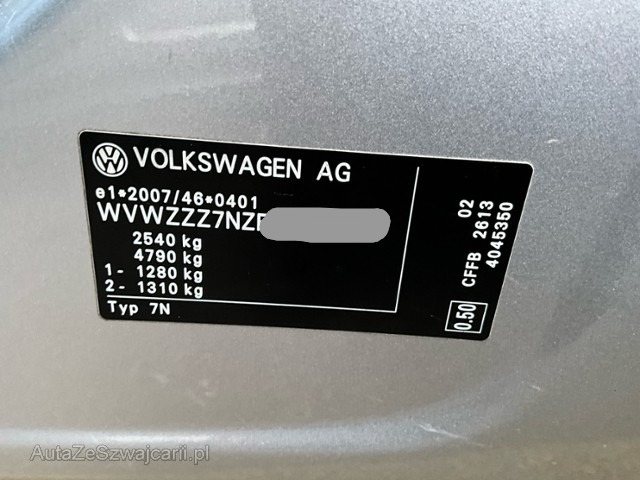 VOLKSWAGEN AG
e1*2007/46*0401
WVWZZZ7NZ
2540 kg
4790 kg
1- 1280 kg
2- 1310 kg
Typ 7N
02
CFFB 2613
4045350
0.50
AutaZeSzwajcarii.pl